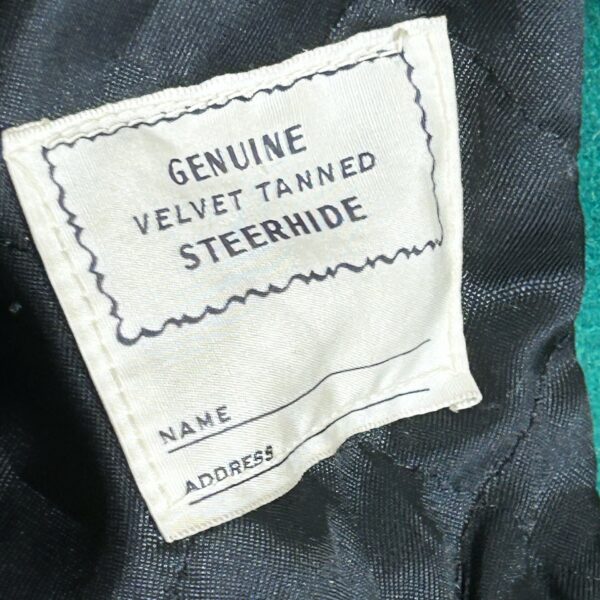 GENUINE
VELVET TANNED
STEERHIDE
NAME
ADDRESS